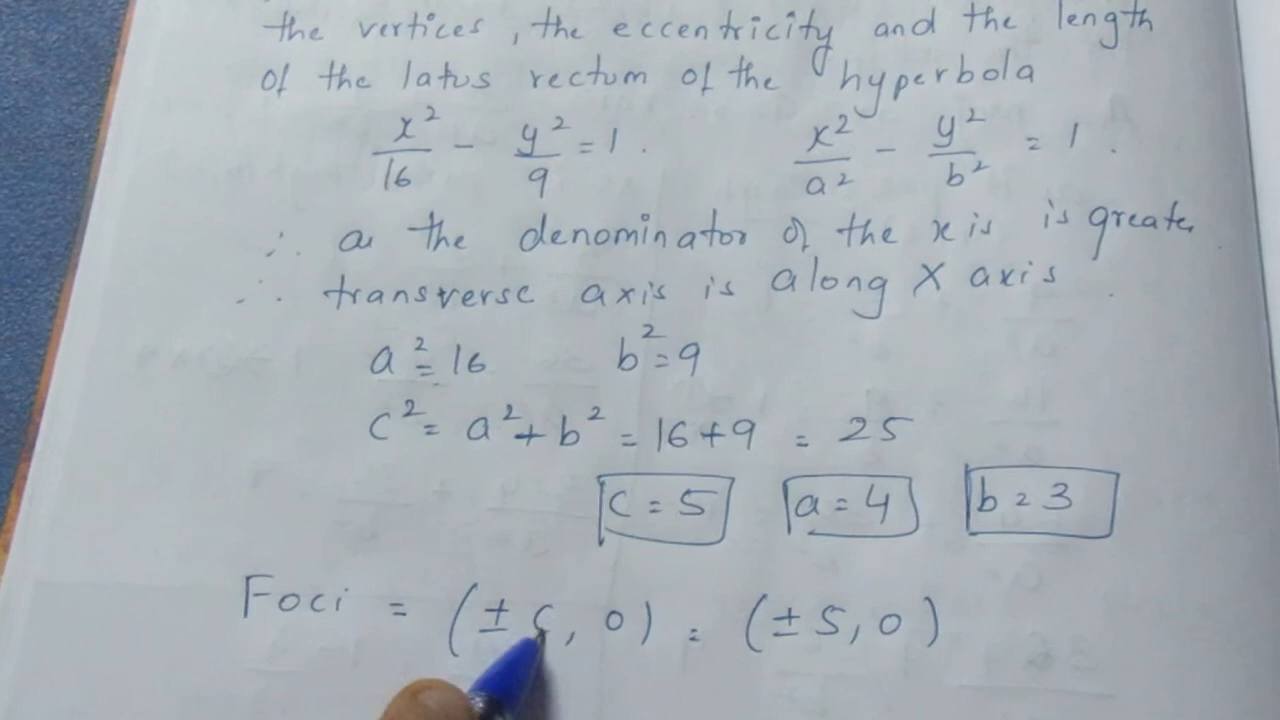 the vertices, the eccentricity and the length
of the latus rectum of the hyperbola
x²/16 - y²/9 = 1. x²/a² - y²/b² = 1.
∴ as the denominator of the x is is greater
∴ transverse axis is along X axis
a² = 16 b² = 9
c² = a² + b² = 16+9 = 25
c = 5 a = 4 b = 3
Foci = (± c, 0) = (± 5, 0)